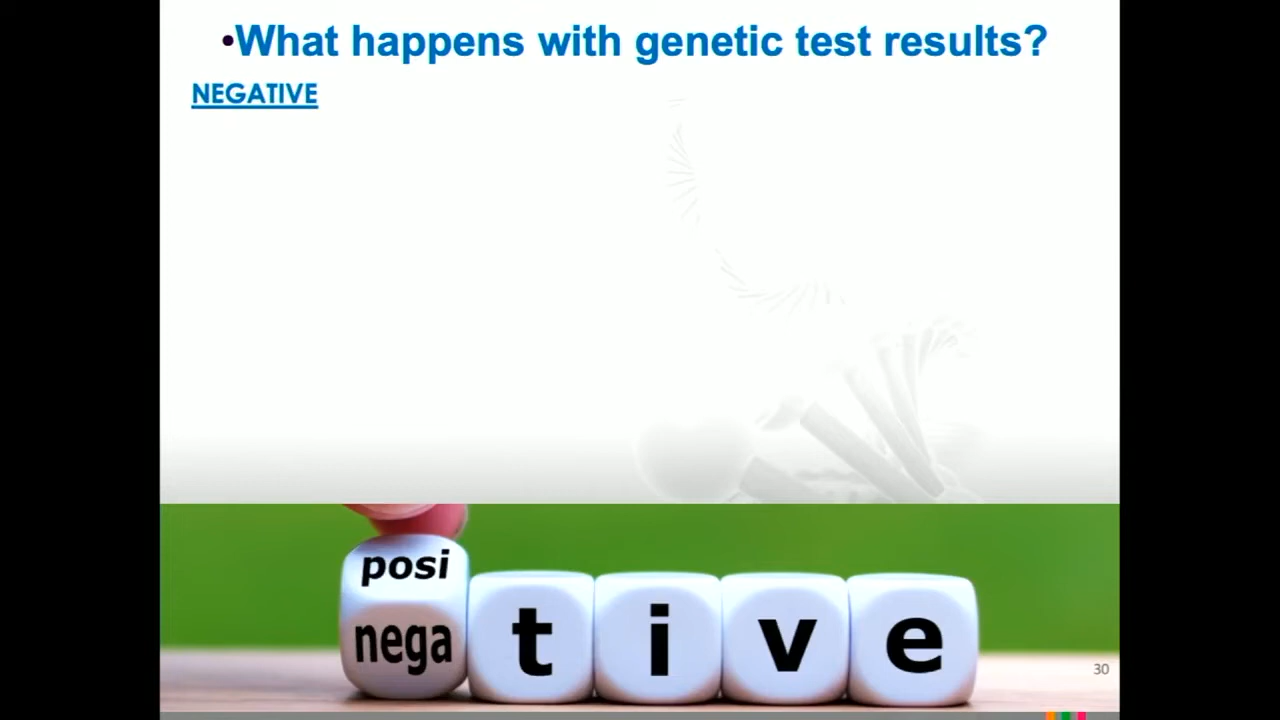 •What happens with genetic test results?
NEGATIVE
posi
nega t i v e
30